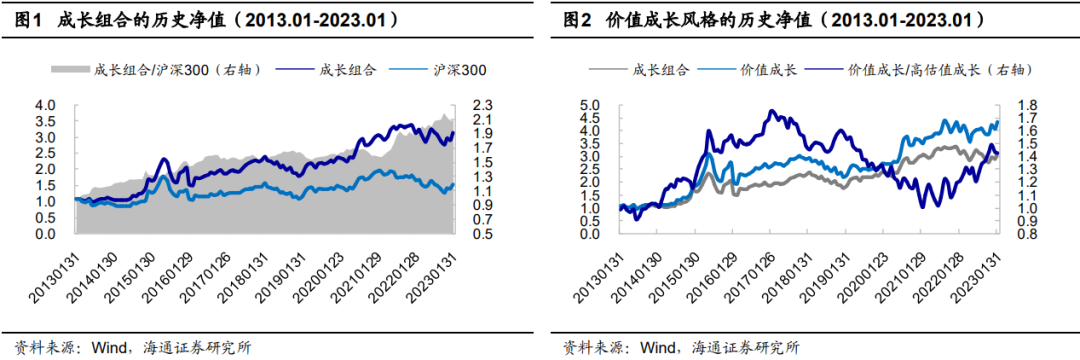 图1 成长组合的历史净值（2013.01-2023.01）
成长组合/沪深300（右轴） 成长组合 沪深300
4.0 2.3
3.5 2.1
3.0 1.9
2.5 1.7
2.0 1.5
1.5 1.3
1.0 1.1
0.5 0.9
0.0 0.7
0.5
20130131 20140130 20150130 20160129 20170126 20180131 20190131 20200123 20210129 20220128 20230131
资料来源：Wind，海通证券研究所
图2 价值成长风格的历史净值（2013.01-2023.01）
成长组合 价值成长 价值成长/高估值成长（右轴）
5.0 1.8
4.5 1.7
4.0 1.6
3.5 1.5
3.0 1.4
2.5 1.3
2.0 1.2
1.5 1.1
1.0 1.0
0.5 0.9
0.0 0.8
20130131 20140130 20150130 20160129 20170126 20180131 20190131 20200123 20210129 20220128 20230131
资料来源：Wind，海通证券研究所